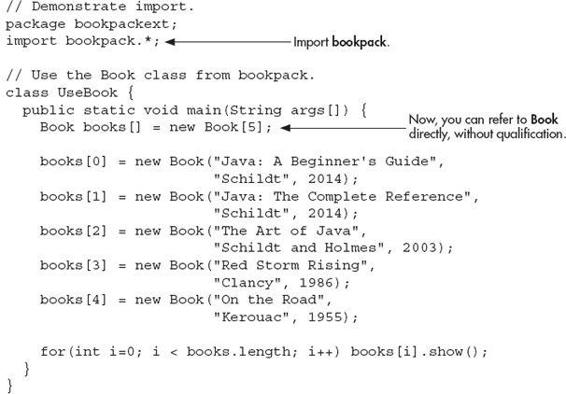 // Demonstrate import.
package bookpackext;
import bookpack.*;
Import bookpack.
// Use the Book class from bookpack.
class UseBook {
  public static void main(String args[]) {
    Book books[] = new Book[5];
Now, you can refer to Book
directly, without qualification.
    books[0] = new Book("Java: A Beginner's Guide",
                        "Schildt", 2014);
    books[1] = new Book("Java: The Complete Reference",
                        "Schildt", 2014);
    books[2] = new Book("The Art of Java",
                        "Schildt and Holmes", 2003);
    books[3] = new Book("Red Storm Rising",
                        "Clancy", 1986);
    books[4] = new Book("On the Road",
                        "Kerouac", 1955);
    for(int i=0; i < books.length; i++) books[i].show();
  }
}